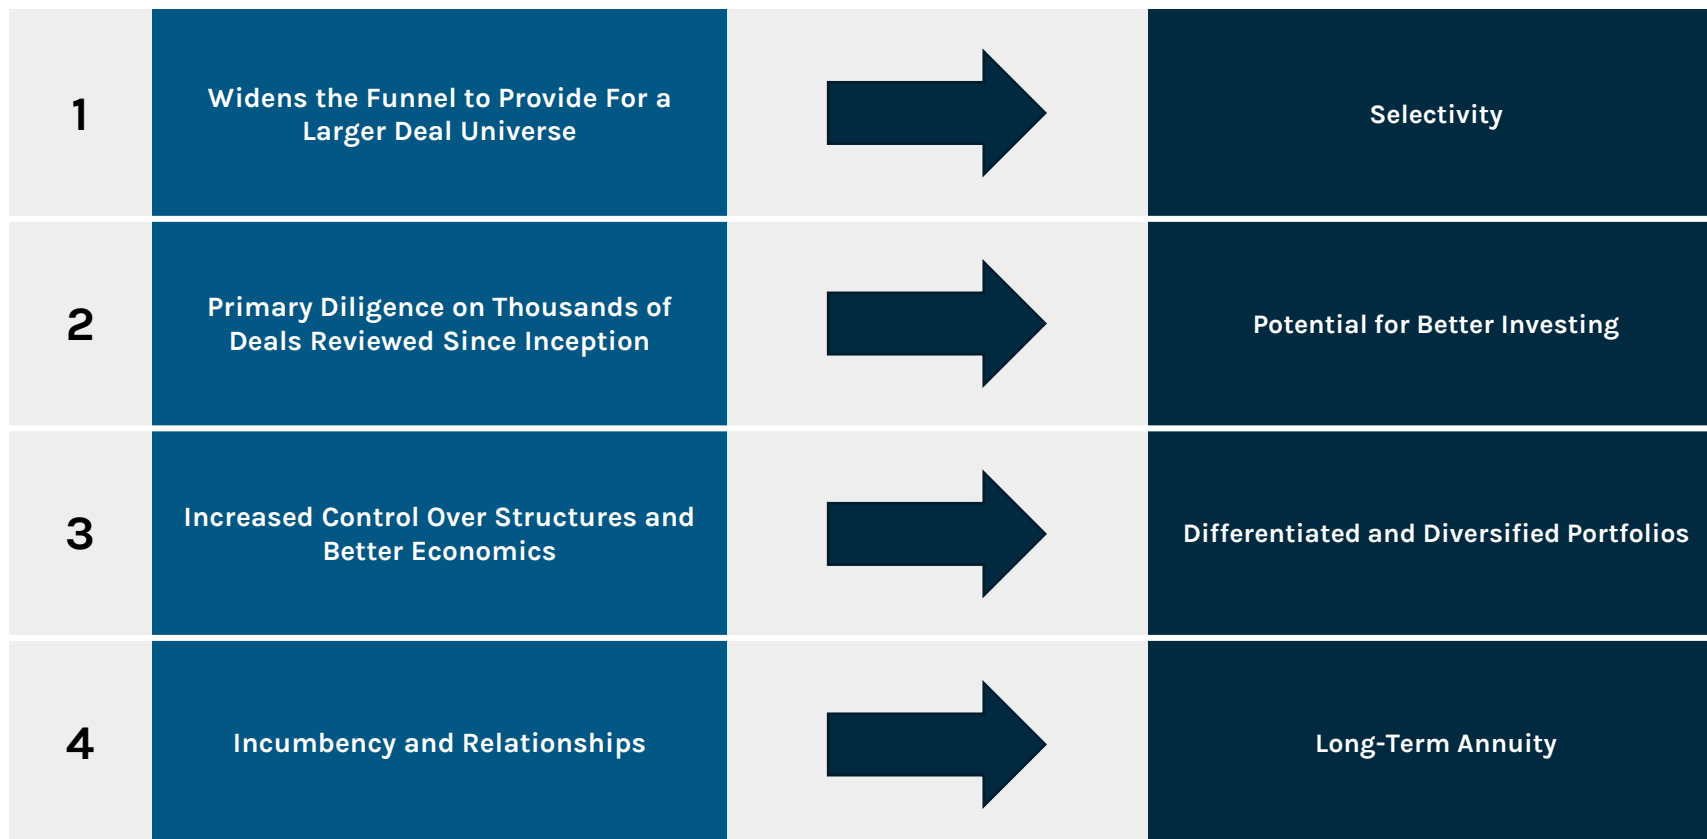 1
Widens the Funnel to Provide For a
Larger Deal Universe
Selectivity
2
Primary Diligence on Thousands of
Deals Reviewed Since Inception
Potential for Better Investing
3
Increased Control Over Structures and
Better Economics
Differentiated and Diversified Portfolios
4
Incumbency and Relationships
Long-Term Annuity